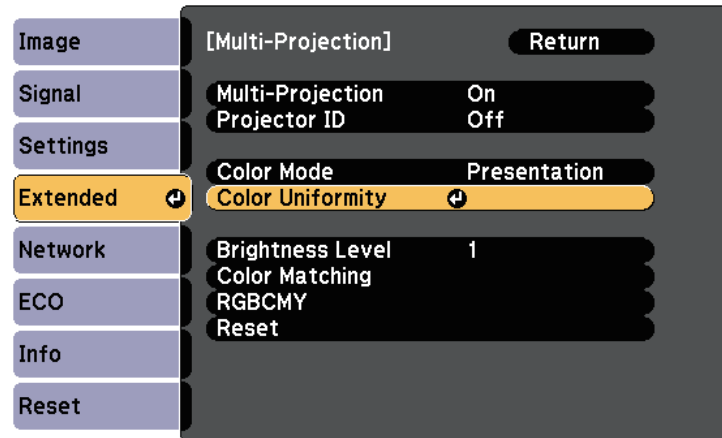 Image
Signal
Settings
Extended
Network
ECO
Info
Reset
[Multi-Projection] Return
Multi-Projection On
Projector ID Off
Color Mode Presentation
Color Uniformity
Brightness Level 1
Color Matching
RGBCMY
Reset